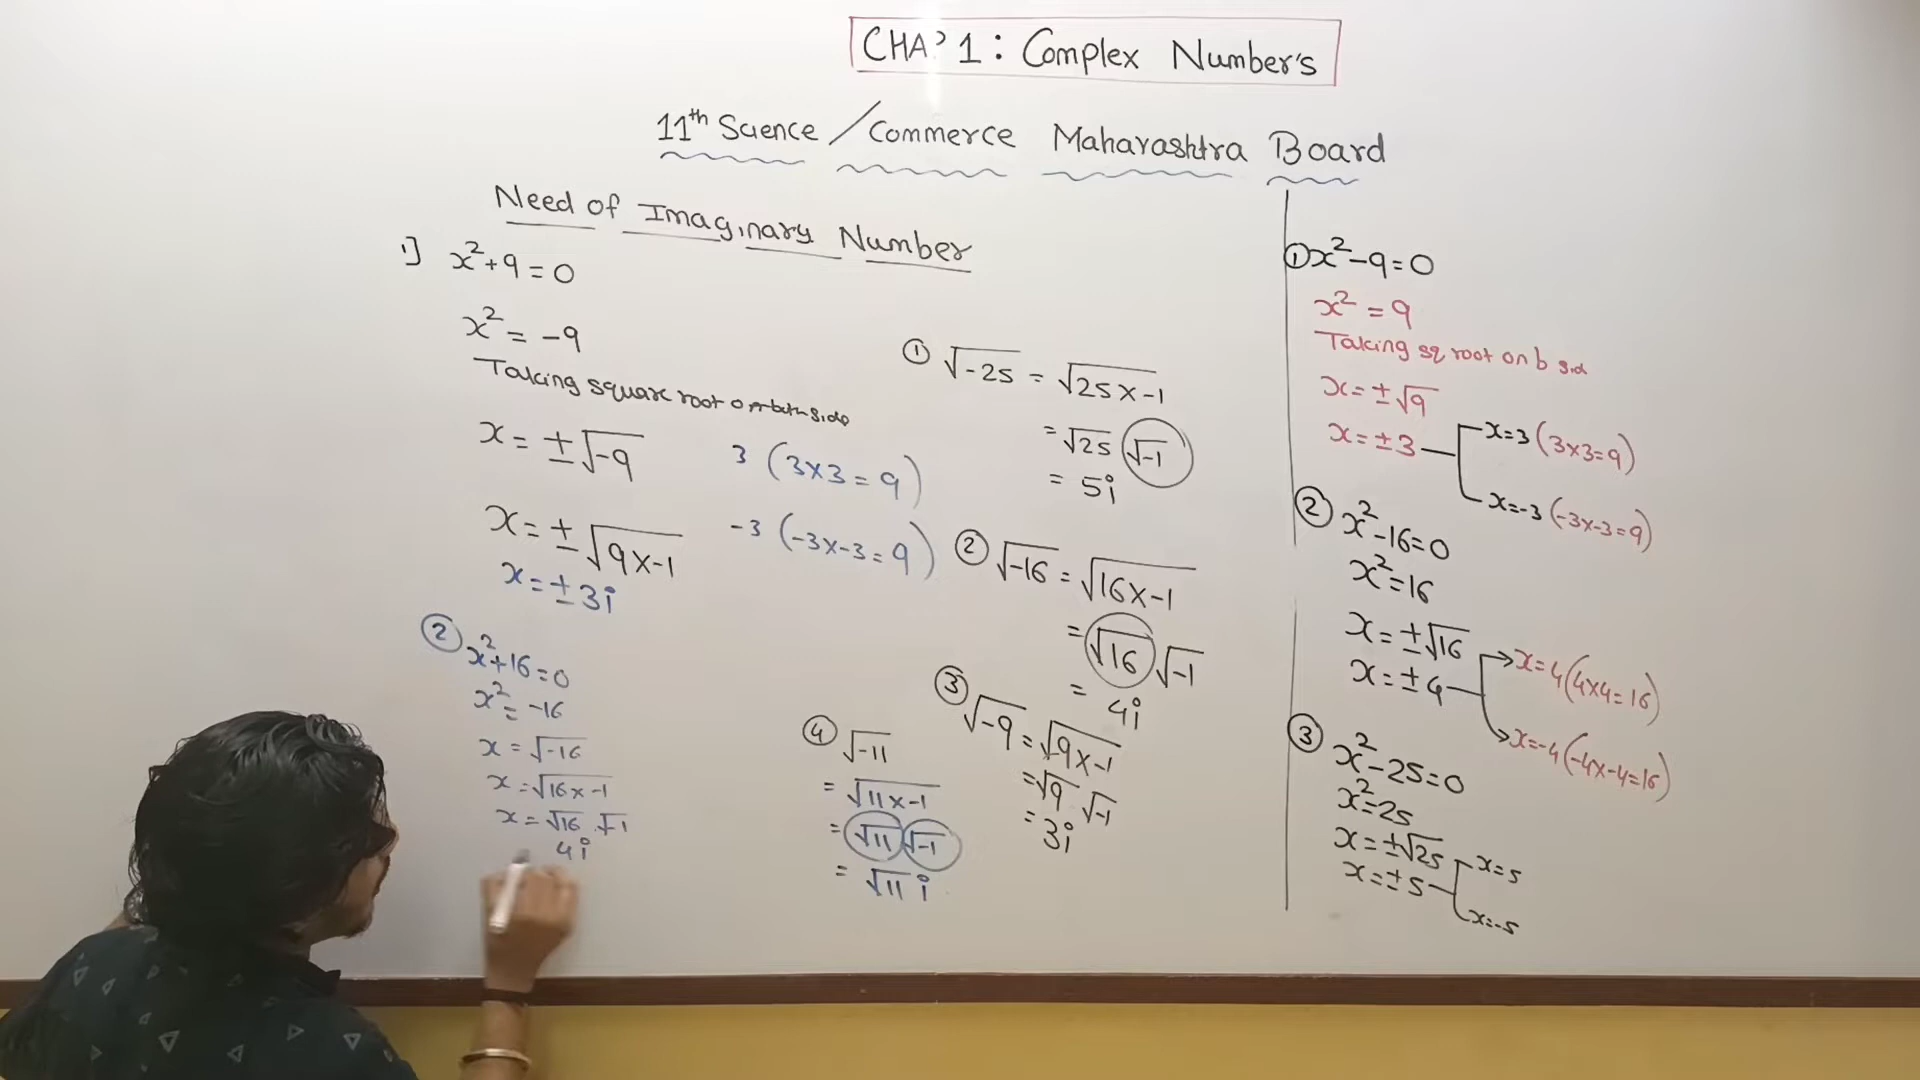 CHAP 1 : Complex Number's
11th Science / Commerce Maharashtra Board
Need of Imaginary Number
1] x²+9=0
x² = -9
Taking square root on both side
x = ±√-9
3 (3x3=9)
x = ±√9x-1
-3 (-3x-3=9)
x = ±3i
② x²+16=0
x² = -16
x = √-16
x = √16x-1
x = √16 . √-1
4i
① √-25 = √25x-1
= √25 √-1
= 5i
② √-16 = √16x-1
= √16 √-1
= 4i
③ √-9 = √9x-1
= √9 . √-1
= 3i
④ √-11
= √11x-1
= √11 √-1
= √11 i
① x²-9=0
x² = 9
Taking sq root on b sid
x = ±√9
x = ±3
x=3 (3x3=9)
x=-3 (-3x-3=9)
② x²-16=0
x²=16
x = ±√16
x = ±4
x=4 (4x4=16)
x=-4 (-4x-4=16)
③ x²-25=0
x²=25
x = ±√25
x = ±5
x=5
x=-5